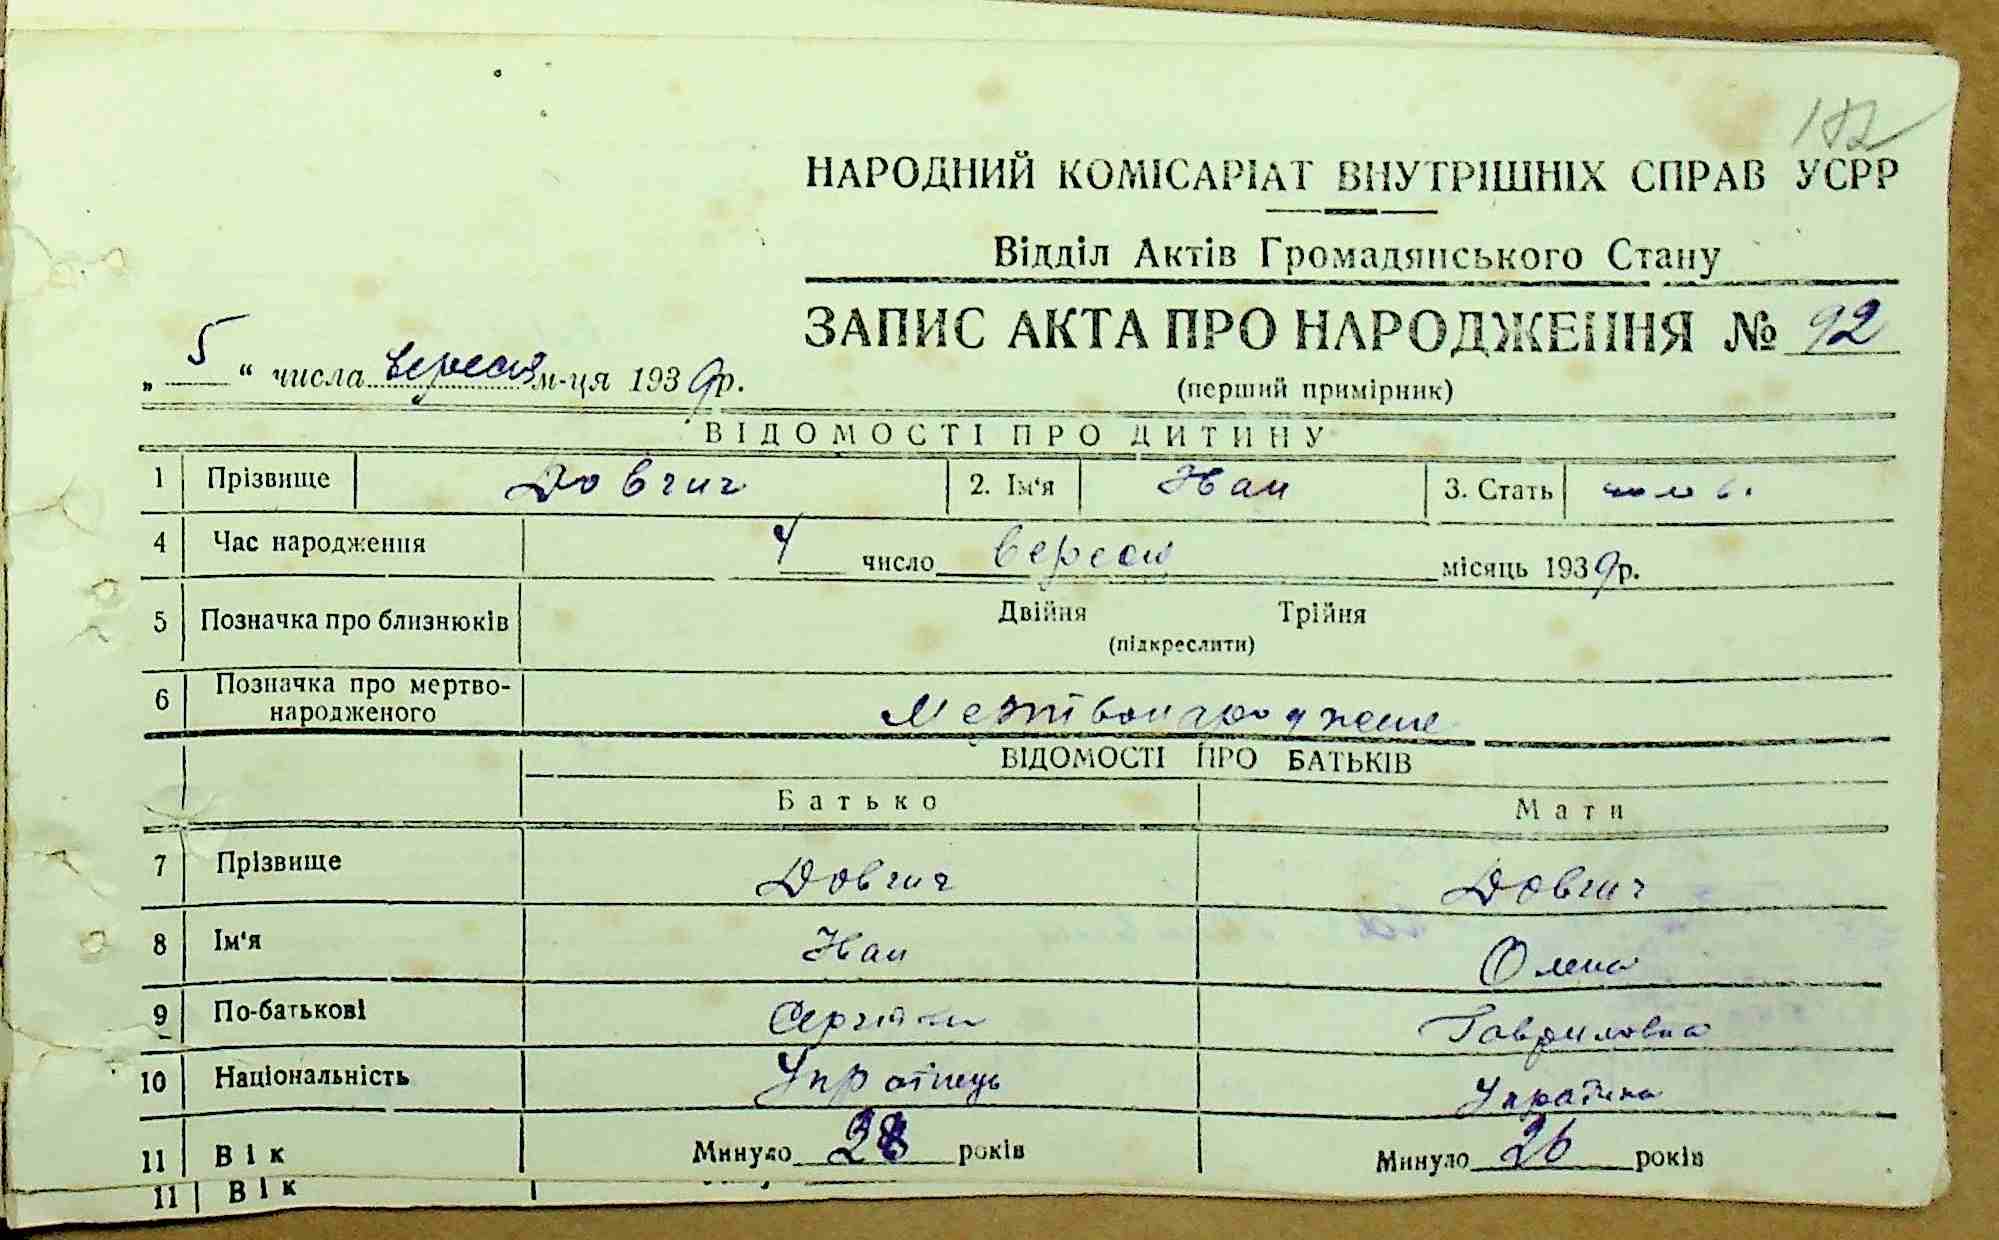 182
НАРОДНИЙ КОМІСАРІАТ ВНУТРІШНІХ СПРАВ УСРР
Відділ Актів Громадянського Стану
ЗАПИС АКТА ПРО НАРОДЖЕННЯ № 92
„ 5 “ числа вересня м-ця 1939 р.
(перший примірник)
ВІДОМОСТІ ПРО ДИТИНУ
1 Прізвище Довгич 2. Ім'я Иван 3. Стать чолов.
4 Час народження 4 число вересня місяць 1939 р.
5 Позначка про близнюків Двійня Трійня
(підкреслити)
6 Позначка про мертво-
народженого Мертвонароджене
ВІДОМОСТІ ПРО БАТЬКІВ
Батько Мати
7 Прізвище Довгич Довгич
8 Ім'я Иван Олена
9 По-батькові Гавриловна
10 Національність Українець Українка
11 Вік Минуло 28 років Минуло 26 років
11 Вік